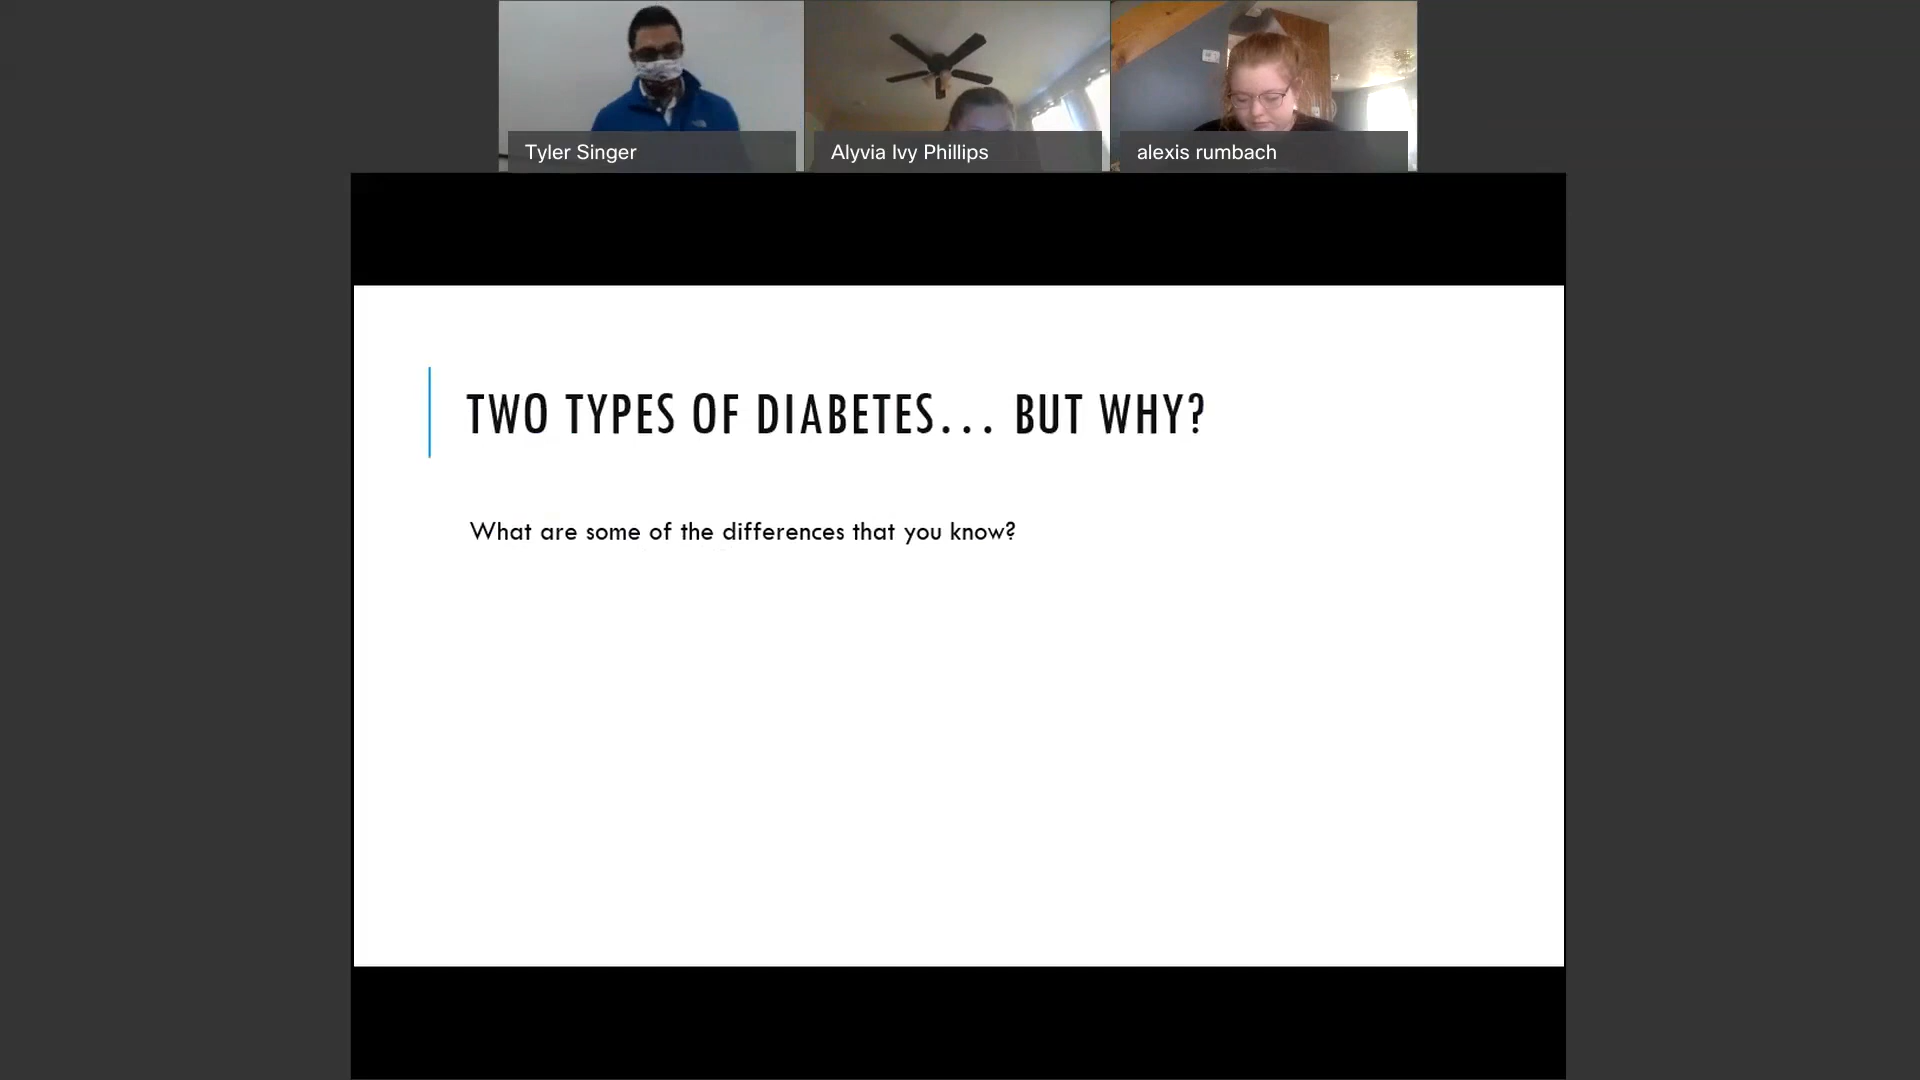 Tyler Singer
Alyvia Ivy Phillips
alexis rumbach
TWO TYPES OF DIABETES... BUT WHY?
What are some of the differences that you know?